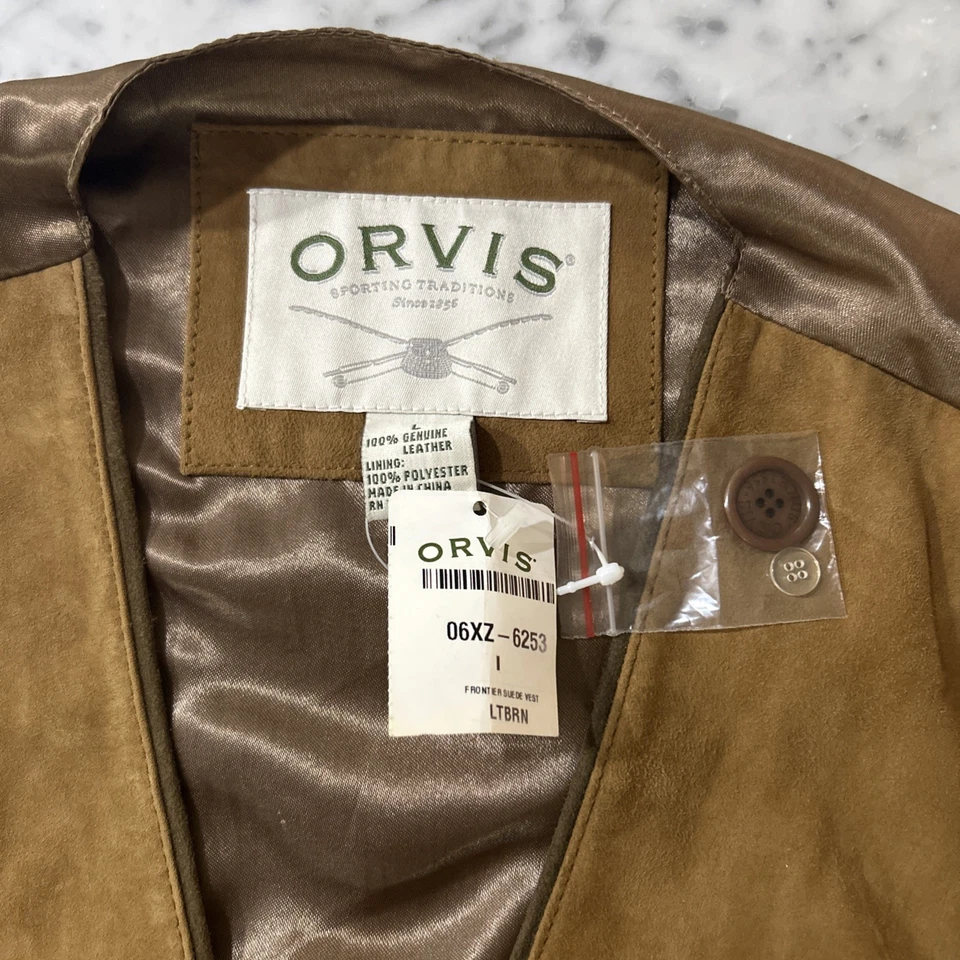 ORVIS®
SPORTING TRADITIONS
Since 1856
L
100% GENUINE
LEATHER
LINING:
100% POLYESTER
MADE IN CHINA
RN
ORVIS
06XZ-6253
FRONTIER SUEDE VEST
LTBRN